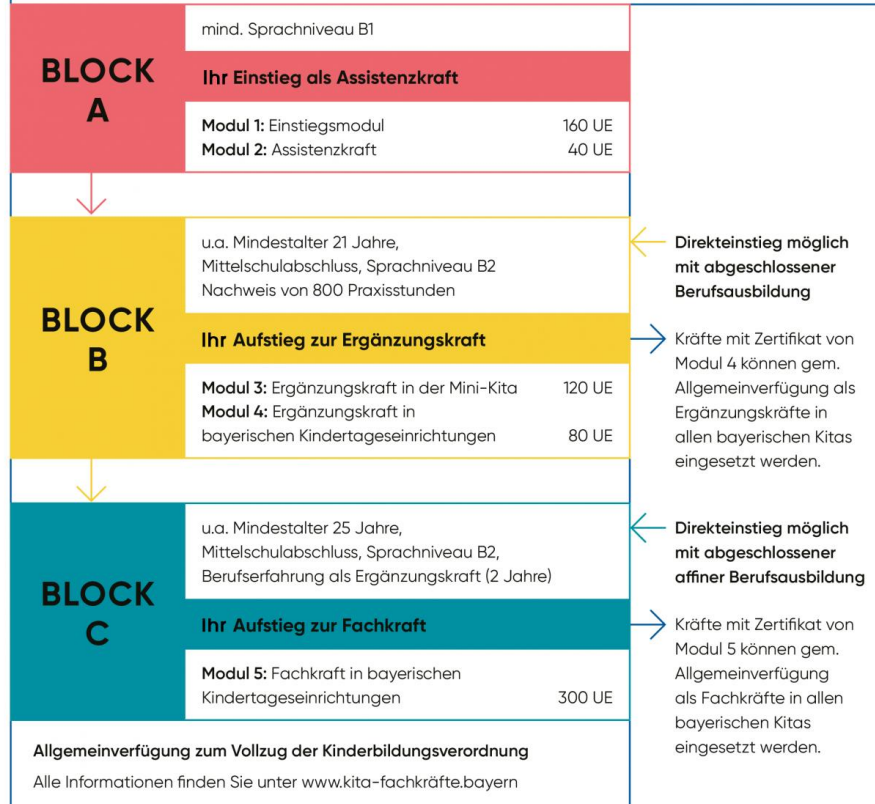 BLOCK
A
mind. Sprachniveau B1
Ihr Einstieg als Assistenzkraft
Modul 1: Einstiegsmodul 160 UE
Modul 2: Assistenzkraft 40 UE
BLOCK
B
u.a. Mindestalter 21 Jahre,
Mittelschulabschluss, Sprachniveau B2
Nachweis von 800 Praxisstunden
Ihr Aufstieg zur Ergänzungskraft
Modul 3: Ergänzungskraft in der Mini-Kita 120 UE
Modul 4: Ergänzungskraft in
bayerischen Kindertageseinrichtungen 80 UE
Direkteinstieg möglich
mit abgeschlossener
Berufsausbildung
Kräfte mit Zertifikat von
Modul 4 können gem.
Allgemeinverfügung als
Ergänzungskräfte in
allen bayerischen Kitas
eingesetzt werden.
BLOCK
C
u.a. Mindestalter 25 Jahre,
Mittelschulabschluss, Sprachniveau B2,
Berufserfahrung als Ergänzungskraft (2 Jahre)
Ihr Aufstieg zur Fachkraft
Modul 5: Fachkraft in bayerischen
Kindertageseinrichtungen 300 UE
Direkteinstieg möglich
mit abgeschlossener
affiner Berufsausbildung
Kräfte mit Zertifikat von
Modul 5 können gem.
Allgemeinverfügung
als Fachkräfte in allen
bayerischen Kitas
eingesetzt werden.
Allgemeinverfügung zum Vollzug der Kinderbildungsverordnung
Alle Informationen finden Sie unter www.kita-fachkräfte.bayern